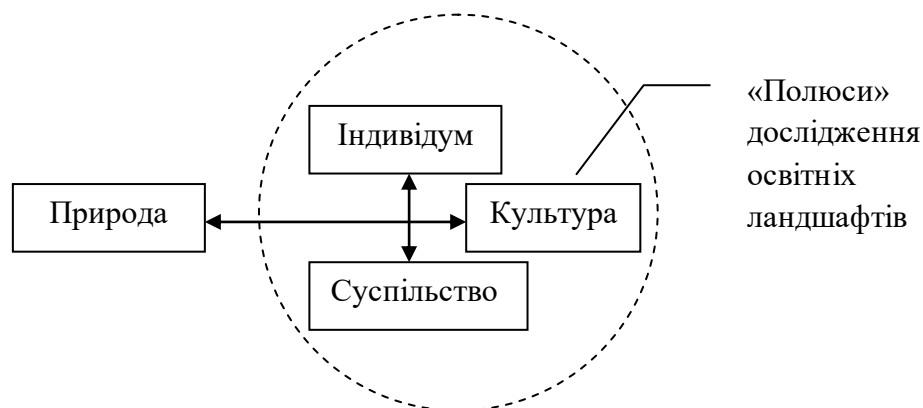 Індивідум
Природа
Культура
Суспільство
«Полюси»
дослідження
освітніх
ландшафтів